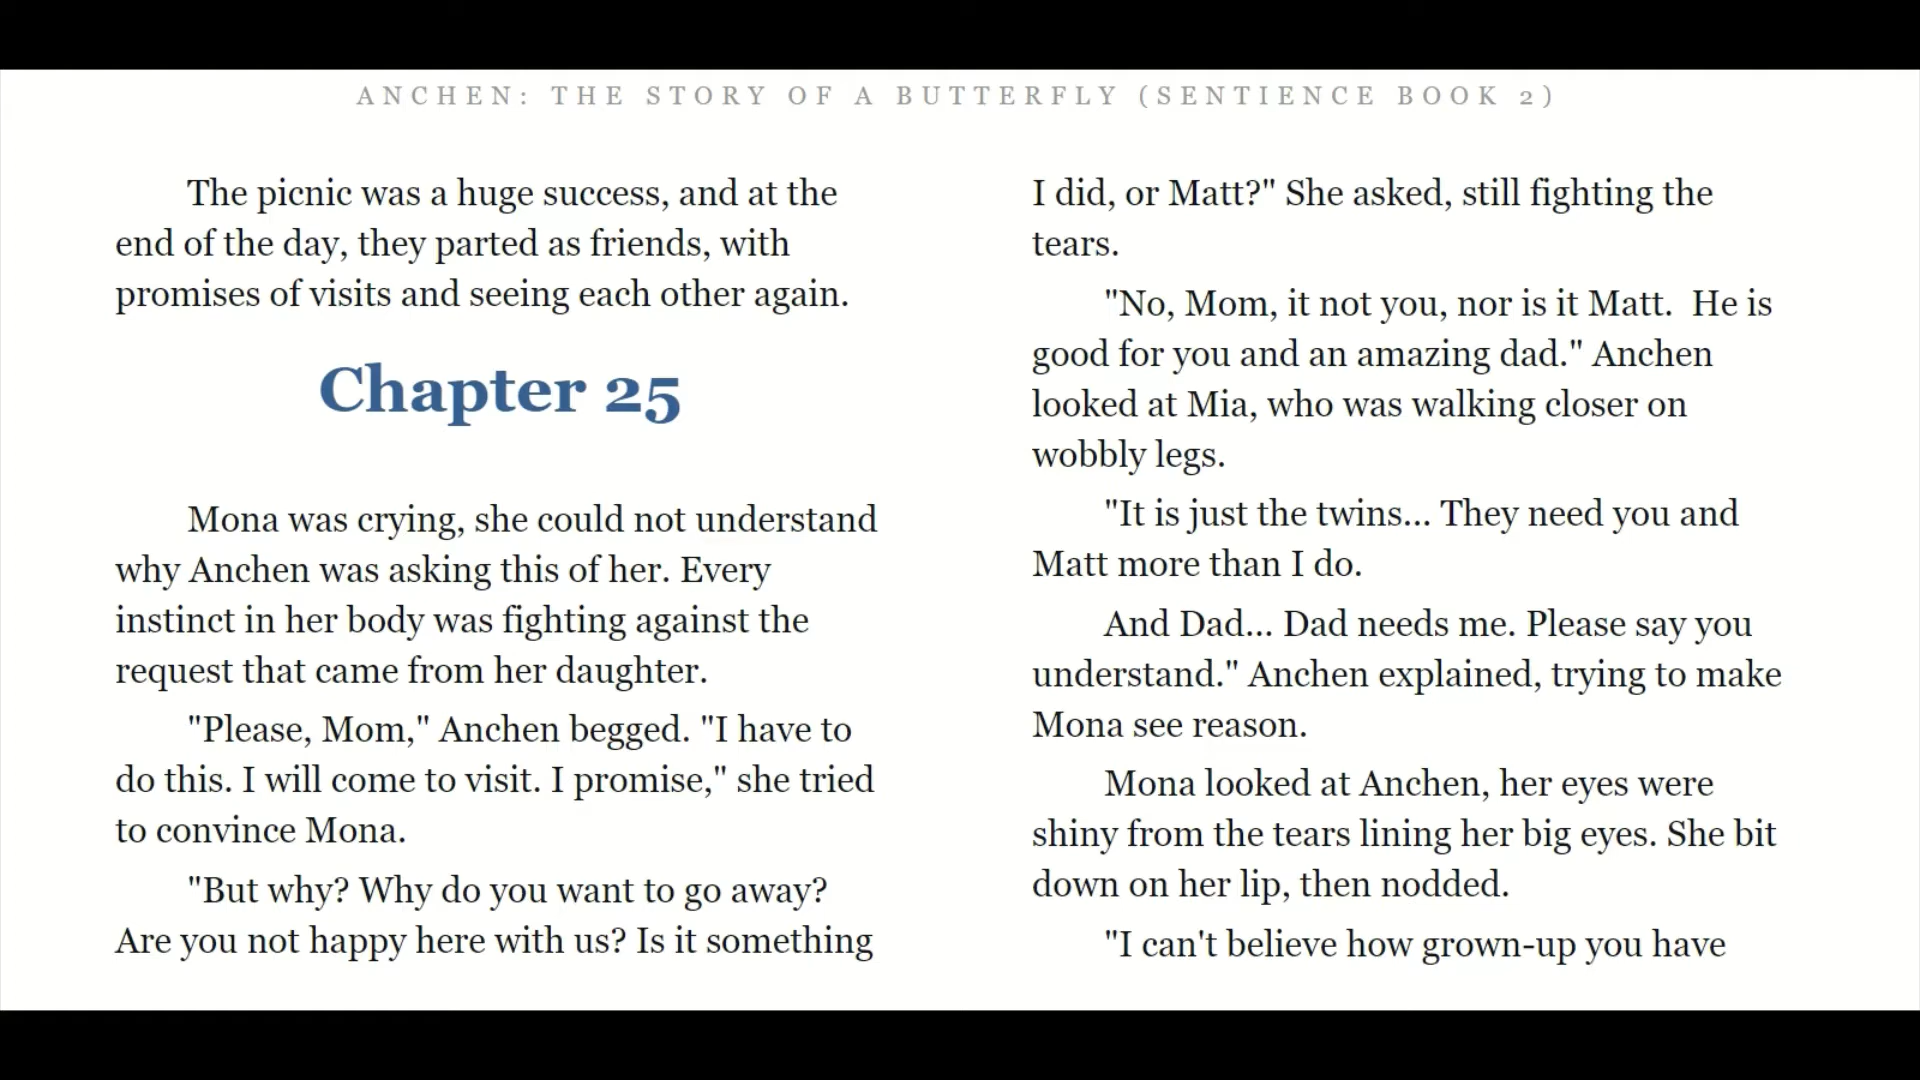 ANCHEN: THE STORY OF A BUTTERFLY (SENTIENCE BOOK 2)
The picnic was a huge success, and at the
end of the day, they parted as friends, with
promises of visits and seeing each other again.
Chapter 25
Mona was crying, she could not understand
why Anchen was asking this of her. Every
instinct in her body was fighting against the
request that came from her daughter.
"Please, Mom," Anchen begged. "I have to
do this. I will come to visit. I promise," she tried
to convince Mona.
"But why? Why do you want to go away?
Are you not happy here with us? Is it something
I did, or Matt?" She asked, still fighting the
tears.
"No, Mom, it not you, nor is it Matt.  He is
good for you and an amazing dad." Anchen
looked at Mia, who was walking closer on
wobbly legs.
"It is just the twins... They need you and
Matt more than I do.
And Dad... Dad needs me. Please say you
understand." Anchen explained, trying to make
Mona see reason.
Mona looked at Anchen, her eyes were
shiny from the tears lining her big eyes. She bit
down on her lip, then nodded.
"I can't believe how grown-up you have